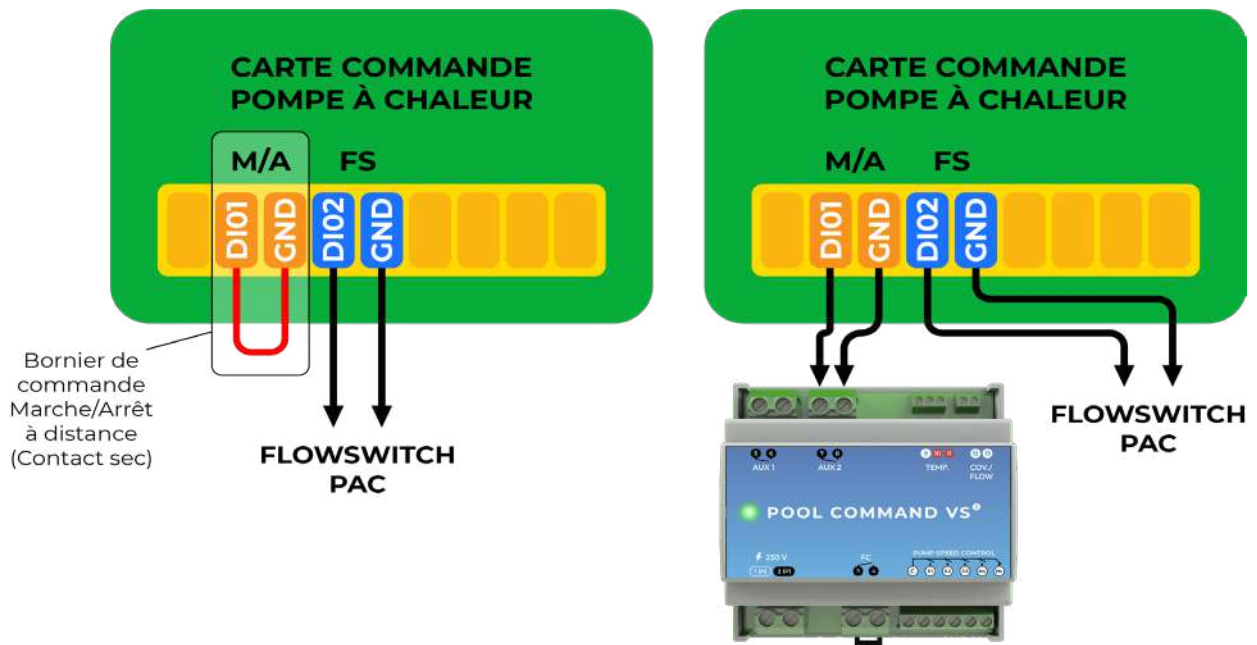 CARTE COMMANDE
POMPE À CHALEUR
M/A FS
DI01 GND DI02 GND
Bornier de
commande
Marche/Arrêt
à distance
(Contact sec)
FLOWSWITCH
PAC
CARTE COMMANDE
POMPE À CHALEUR
M/A FS
DI01 GND DI02 GND
FLOWSWITCH
PAC
AUX 1 AUX 2 TEMP. COV./
FLOW
POOL COMMAND VS
230 V FC PUMP SPEED CONTROL